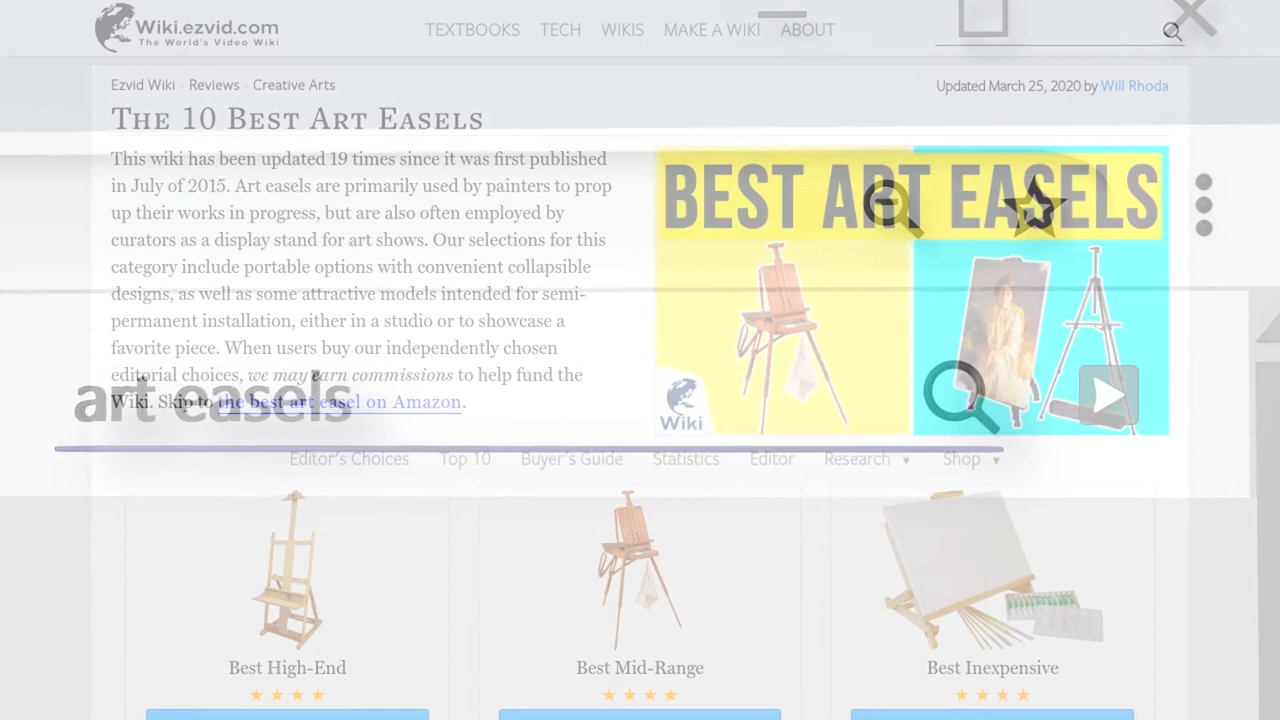 Wiki.ezvid.com
The World's Video Wiki
TEXTBOOKS TECH WIKIS MAKE A WIKI ABOUT
Ezvid Wiki · Reviews · Creative Arts
Updated March 25, 2020 by Will Rhoda
The 10 Best Art Easels
This wiki has been updated 19 times since it was first published
in July of 2015. Art easels are primarily used by painters to prop
up their works in progress, but are also often employed by
curators as a display stand for art shows. Our selections for this
category include portable options with convenient collapsible
designs, as well as some attractive models intended for semi-
permanent installation, either in a studio or to showcase a
favorite piece. When users buy our independently chosen
editorial choices, we may earn commissions to help fund the
Wiki. Skip to the best art easel on Amazon.
BEST ART EASELS
Wiki
art easels
Editor's Choices Top 10 Buyer's Guide Statistics Editor Research Shop
Best High-End
Best Mid-Range
Best Inexpensive